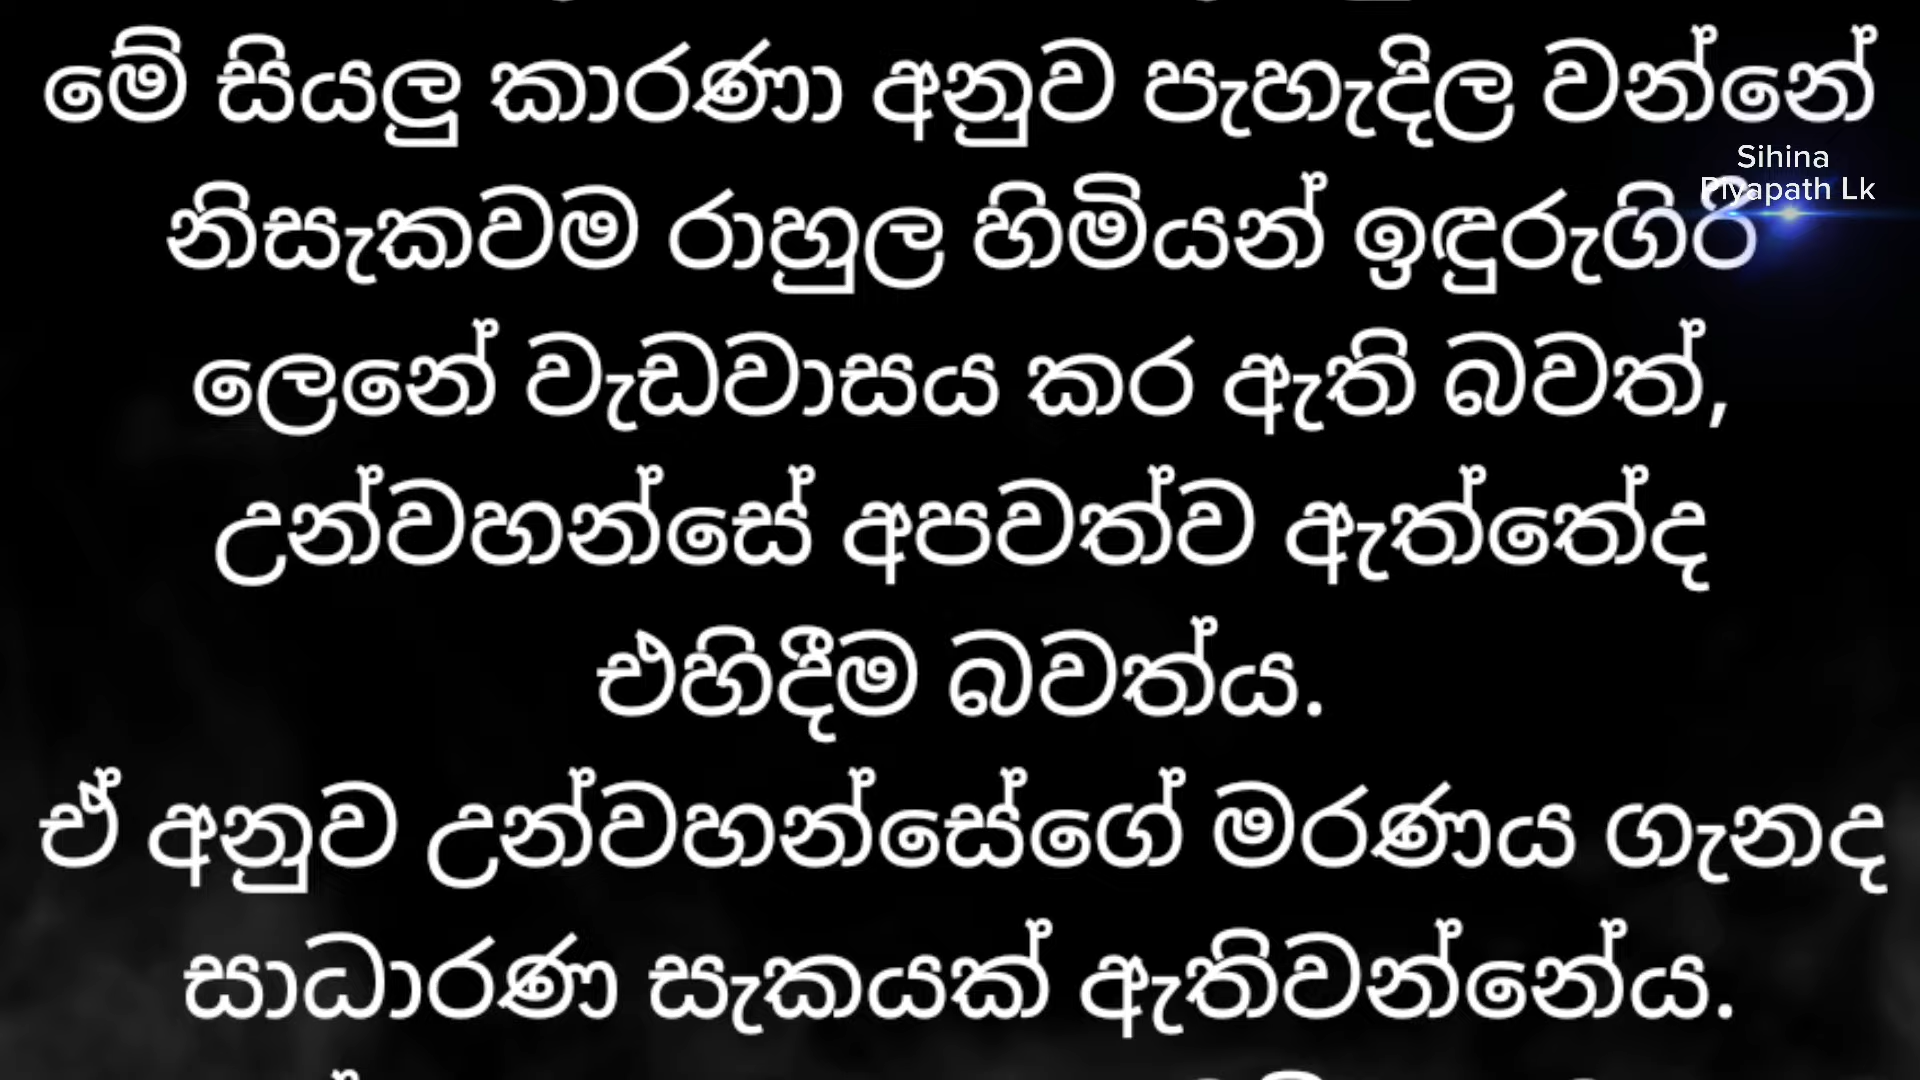 මේ සියලු කාරණා අනුව පැහැදිල වන්නේ
Sihina
Piyapath Lk
නිසැකවම රාහුල හිමියන් ඉඳුරුගිරි
ලෙනේ වැඩවාසය කර ඇති බවත්,
උන්වහන්සේ අපවත්ව ඇත්තේද
එහිදීම බවත්ය.
ඒ අනුව උන්වහන්සේගේ මරණය ගැනද
සාධාරණ සැකයක් ඇතිවන්නේය.